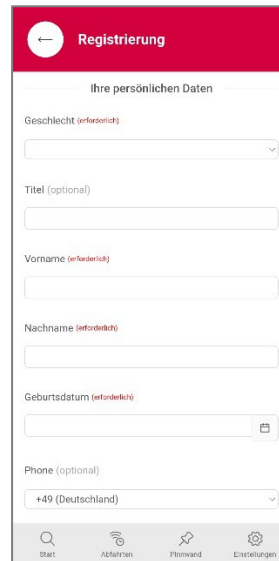 Registrierung
Ihre persönlichen Daten
Geschlecht (erforderlich)
Titel (optional)
Vorname (erforderlich)
Nachname (erforderlich)
Geburtsdatum (erforderlich)
Phone (optional)
+49 (Deutschland)
Start Abfahrten Pinnwand Einstellungen